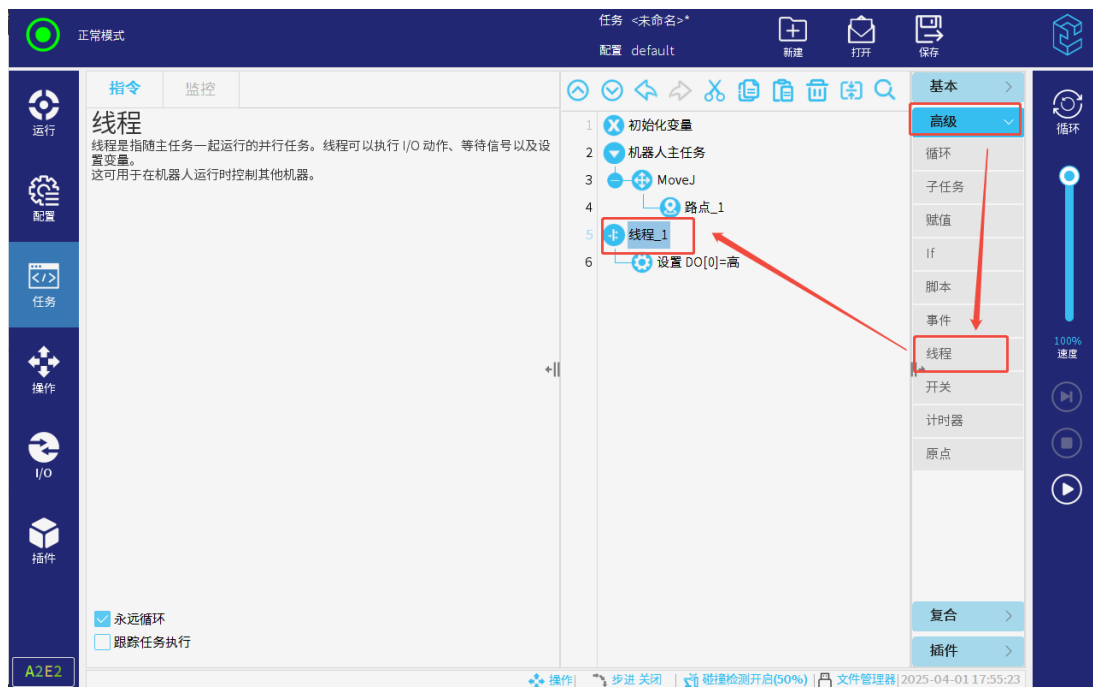 正常模式
任务 <未命名>*
配置 default
新建
打开
保存
运行
配置
任务
操作
I/O
插件
A2E2
指令
监控
线程
线程是指随主任务一起运行的并行任务。线程可以执行 I/O 动作、等待信号以及设
置变量。
这可用于在机器人运行时控制其他机器。
永远循环
跟踪任务执行
1 初始化变量
2 机器人主任务
3 MoveJ
4 路点_1
5 线程_1
6 设置 DO[0]=高
基本
高级
循环
子任务
赋值
If
脚本
事件
线程
开关
计时器
原点
复合
插件
循环
100%
速度
操作| 步进 关闭 | 碰撞检测开启(50%) | 文件管理器|2025-04-01 17:55:23